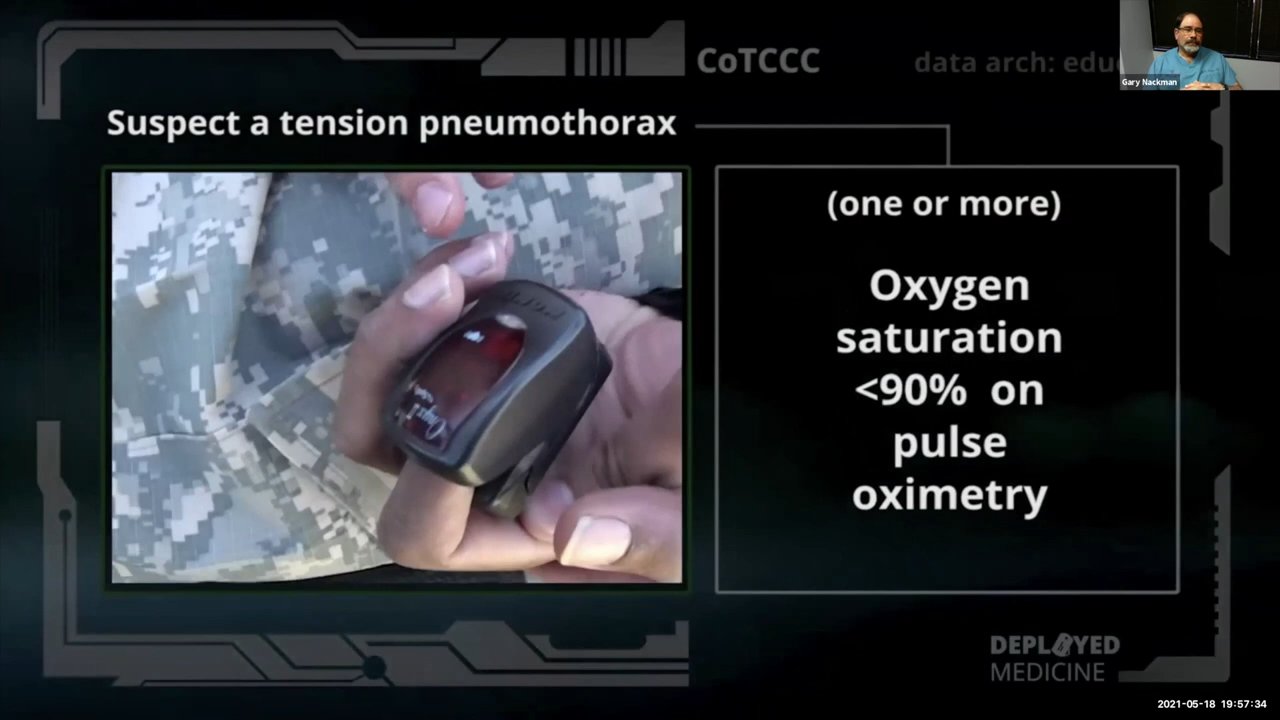 CoTCCC
data arch: edu
Gary Nackman
Suspect a tension pneumothorax
(one or more)
Oxygen
saturation
<90% on
pulse
oximetry
DEPLOYED
MEDICINE
2021-05-18 19:57:34